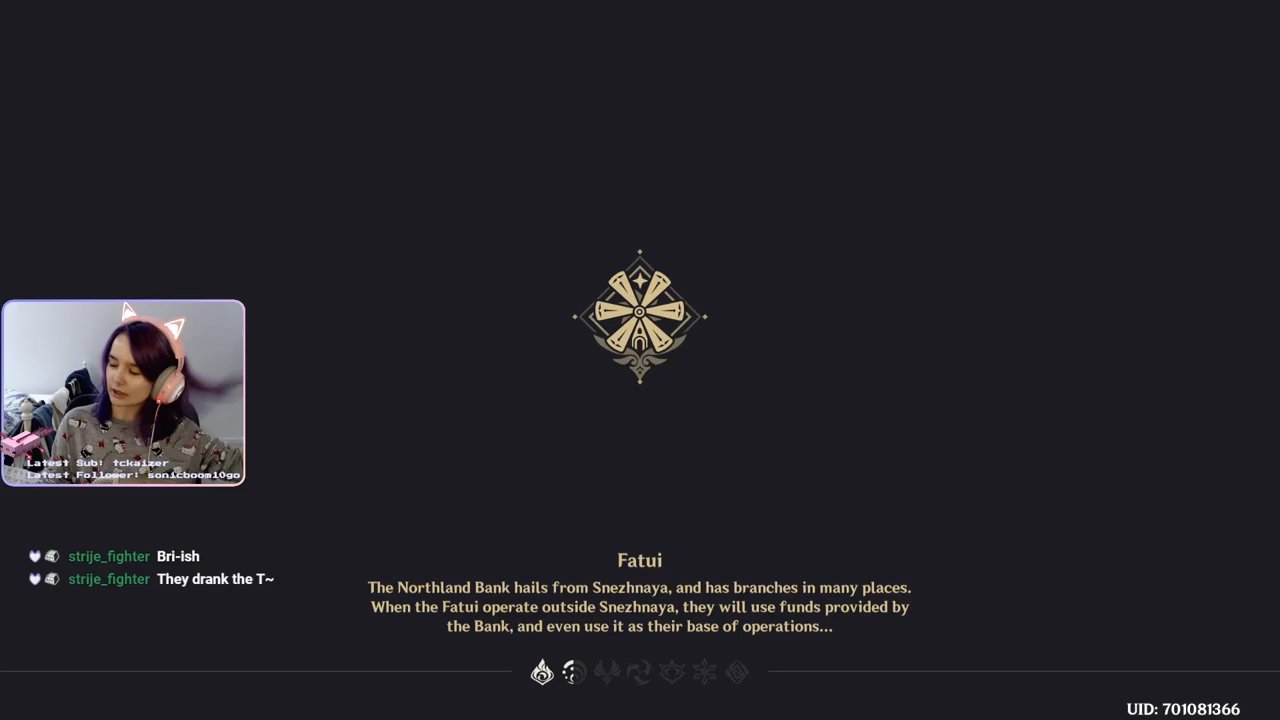 Latest Sub: tckaizer
Latest Follower: sonicboom10go
strije_fighter Bri-ish
strije_fighter They drank the T~
Fatui
The Northland Bank hails from Snezhnaya, and has branches in many places.
When the Fatui operate outside Snezhnaya, they will use funds provided by
the Bank, and even use it as their base of operations...
UID: 701081366